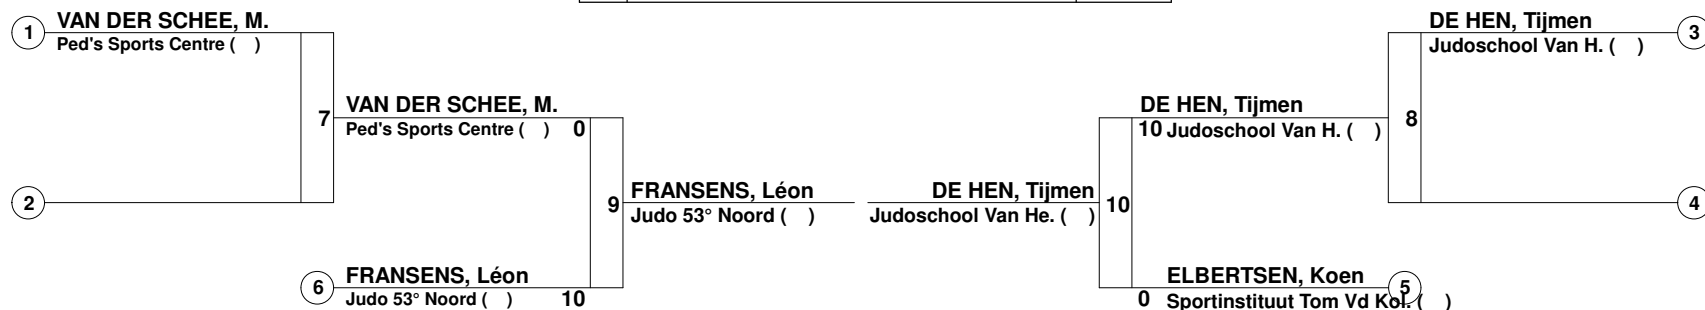 1 VAN DER SCHEE, M.
Ped's Sports Centre ( )
2
7
VAN DER SCHEE, M.
Ped's Sports Centre ( ) 0
6 FRANSENS, Léon
Judo 53° Noord ( ) 10
9
FRANSENS, Léon
Judo 53° Noord ( )
DE HEN, Tijmen
Judoschool Van He. ( )
10
DE HEN, Tijmen
10 Judoschool Van H. ( )
ELBERTSEN, Koen 5
0 Sportinstituut Tom Vd Kol. ( )
8
DE HEN, Tijmen 3
Judoschool Van H. ( )
4